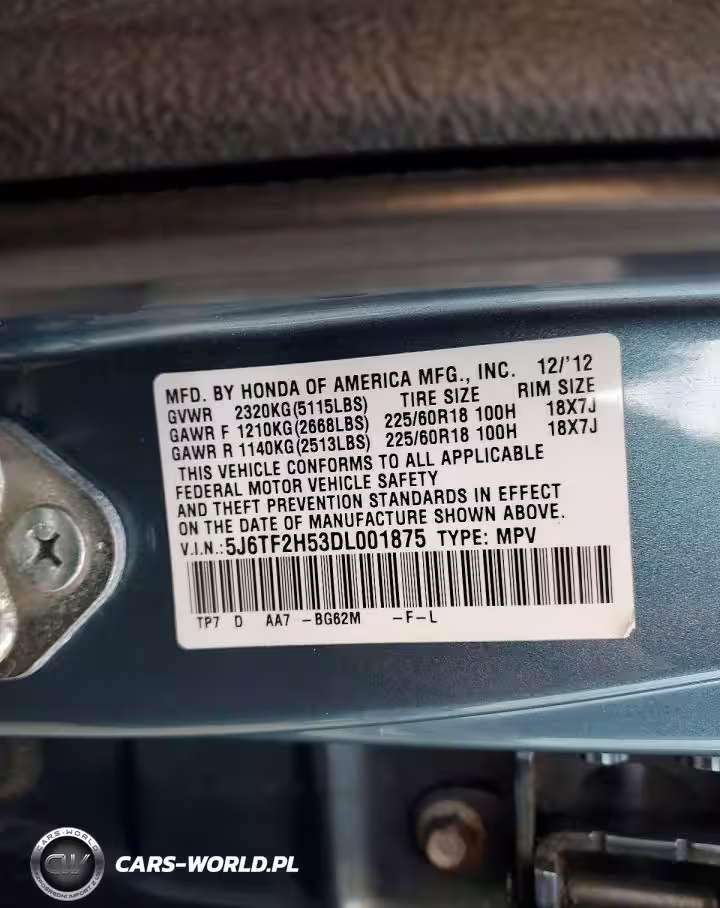 MFD. BY HONDA OF AMERICA MFG., INC. 12/'12
GVWR 2320KG(5115LBS) TIRE SIZE RIM SIZE
GAWR F 1210KG(2668LBS) 225/60R18 100H 18X7J
GAWR R 1140KG(2513LBS) 225/60R18 100H 18X7J
THIS VEHICLE CONFORMS TO ALL APPLICABLE
FEDERAL MOTOR VEHICLE SAFETY
AND THEFT PREVENTION STANDARDS IN EFFECT
ON THE DATE OF MANUFACTURE SHOWN ABOVE.
V.I.N.:5J6TF2H53DL001875 TYPE: MPV
TP7 D AA7 -BG62M -F-L
CARS-WORLD
CW
CARS-WORLD.PL